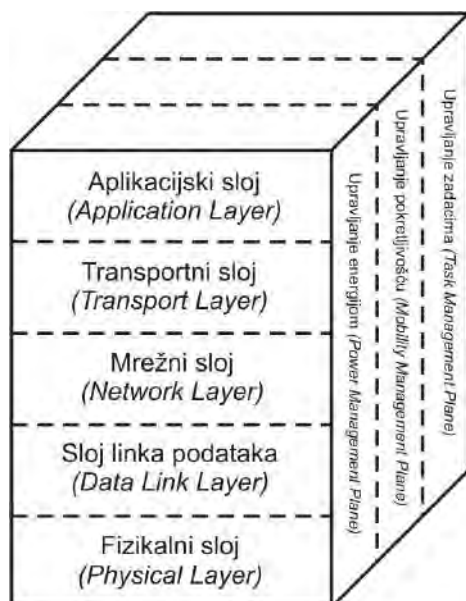 Aplikacijski sloj
(Application Layer)
Transportni sloj
(Transport Layer)
Mrežni sloj
(Network Layer)
Sloj linka podataka
(Data Link Layer)
Fizikalni sloj
(Physical Layer)
Upravljanje energijom (Power Management Plane)
Upravljanje pokretljivošću (Mobility Management Plane)
Upravljanje zadacima (Task Management Plane)